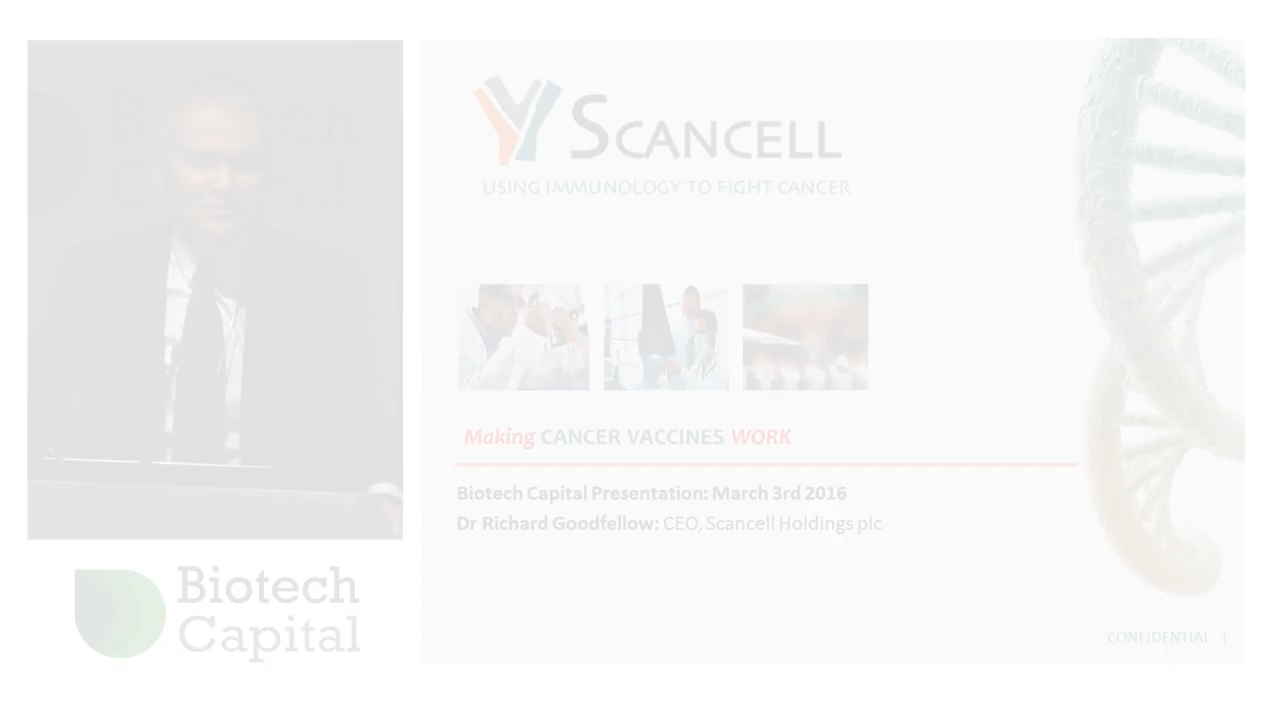 SCANCELL
USING IMMUNOLOGY TO FIGHT CANCER
Making CANCER VACCINES WORK
Biotech Capital Presentation: March 3rd 2016
Dr Richard Goodfellow: CEO, Scancell Holdings plc
CONFIDENTIAL 1
Biotech
Capital